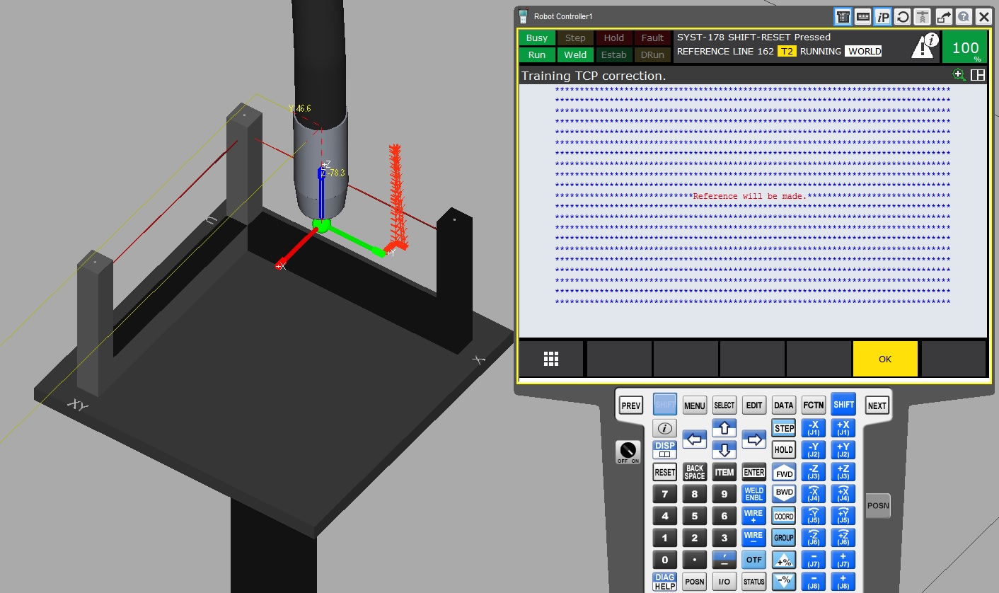 Robot Controller1
iP
Busy Step Hold Fault
Run Weld Estab DRun
SYST-178 SHIFT-RESET Pressed
REFERENCE LINE 162 T2 RUNNING WORLD
100
%
Training TCP correction.
Reference will be made.
OK
Y 46.6
+Z
Z -78.3
+Y
+X
X
XY
PREV SHIFT MENU SELECT EDIT DATA FCTN SHIFT NEXT
i STEP -X (J1) +X (J1)
DISP HOLD -Y (J2) +Y (J2)
OFF ON
RESET BACK SPACE ITEM ENTER FWD -Z (J3) +Z (J3)
7 8 9 WELD ENBL BWD -X (J4) +X (J4)
POSN
4 5 6 WIRE + COORD -Y (J5) +Y (J5)
1 2 3 WIRE − GROUP -Z (J6) +Z (J6)
0 . , − OTF +% − (J7) + (J7)
DIAG HELP POSN I/O STATUS -% − (J8) + (J8)